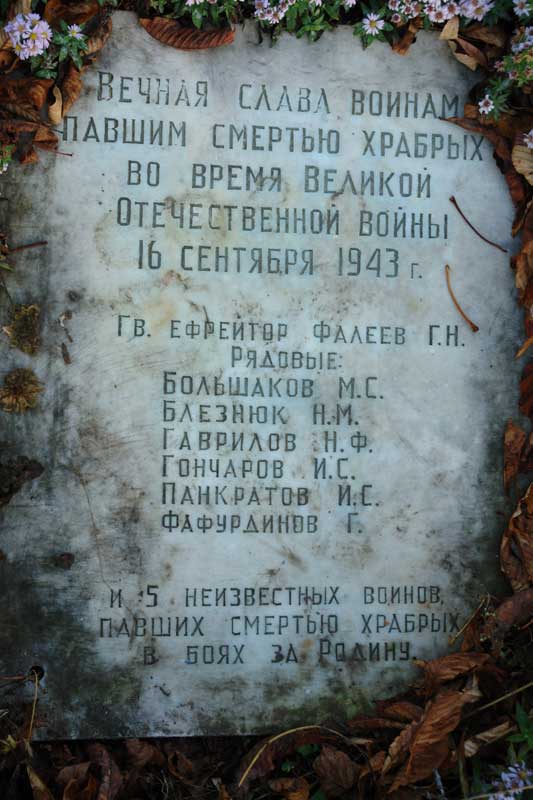 Вечная слава воинам
павшим смертью храбрых
во время Великой
Отечественной войны
16 сентября 1943 г.
Гв. ефрейтор Фалеев Г.Н.
Рядовые:
Большаков М.С.
Блезнюк Н.М.
Гаврилов Н.Ф.
Гончаров И.С.
Панкратов И.С.
Фафурдинов Г.
и 5 неизвестных воинов,
павших смертью храбрых
в боях за Родину.